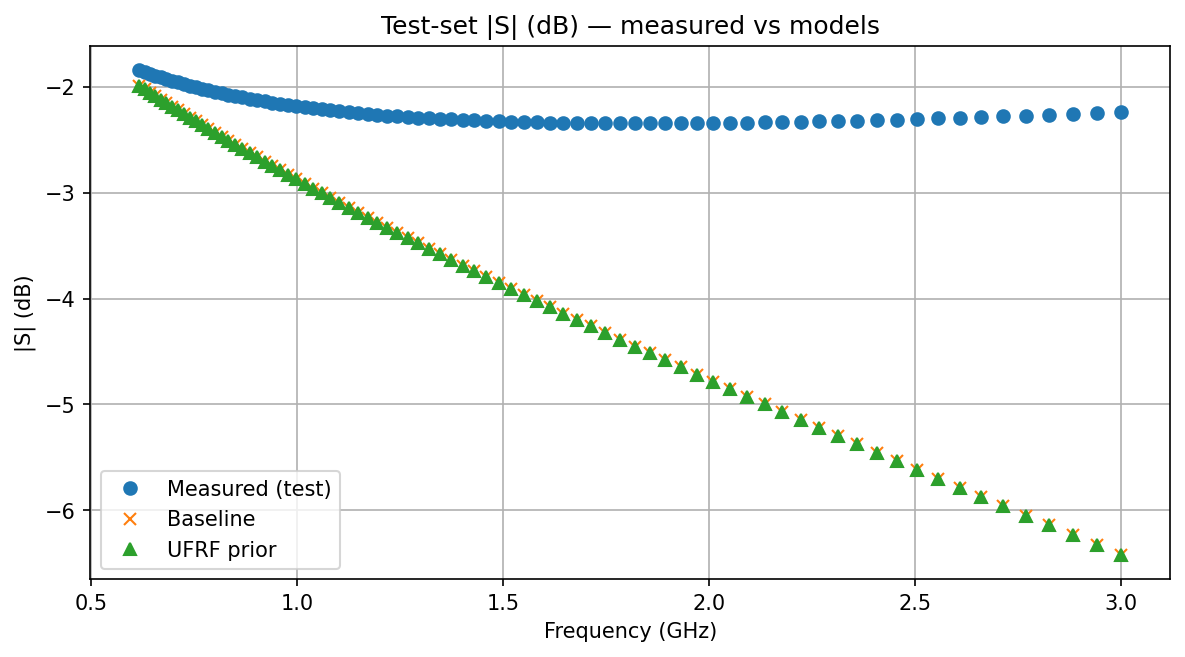 Test-set |S| (dB) — measured vs models
−2
−3
−4
−5
−6
|S| (dB)
Measured (test)
Baseline
UFRF prior
0.5 1.0 1.5 2.0 2.5 3.0
Frequency (GHz)